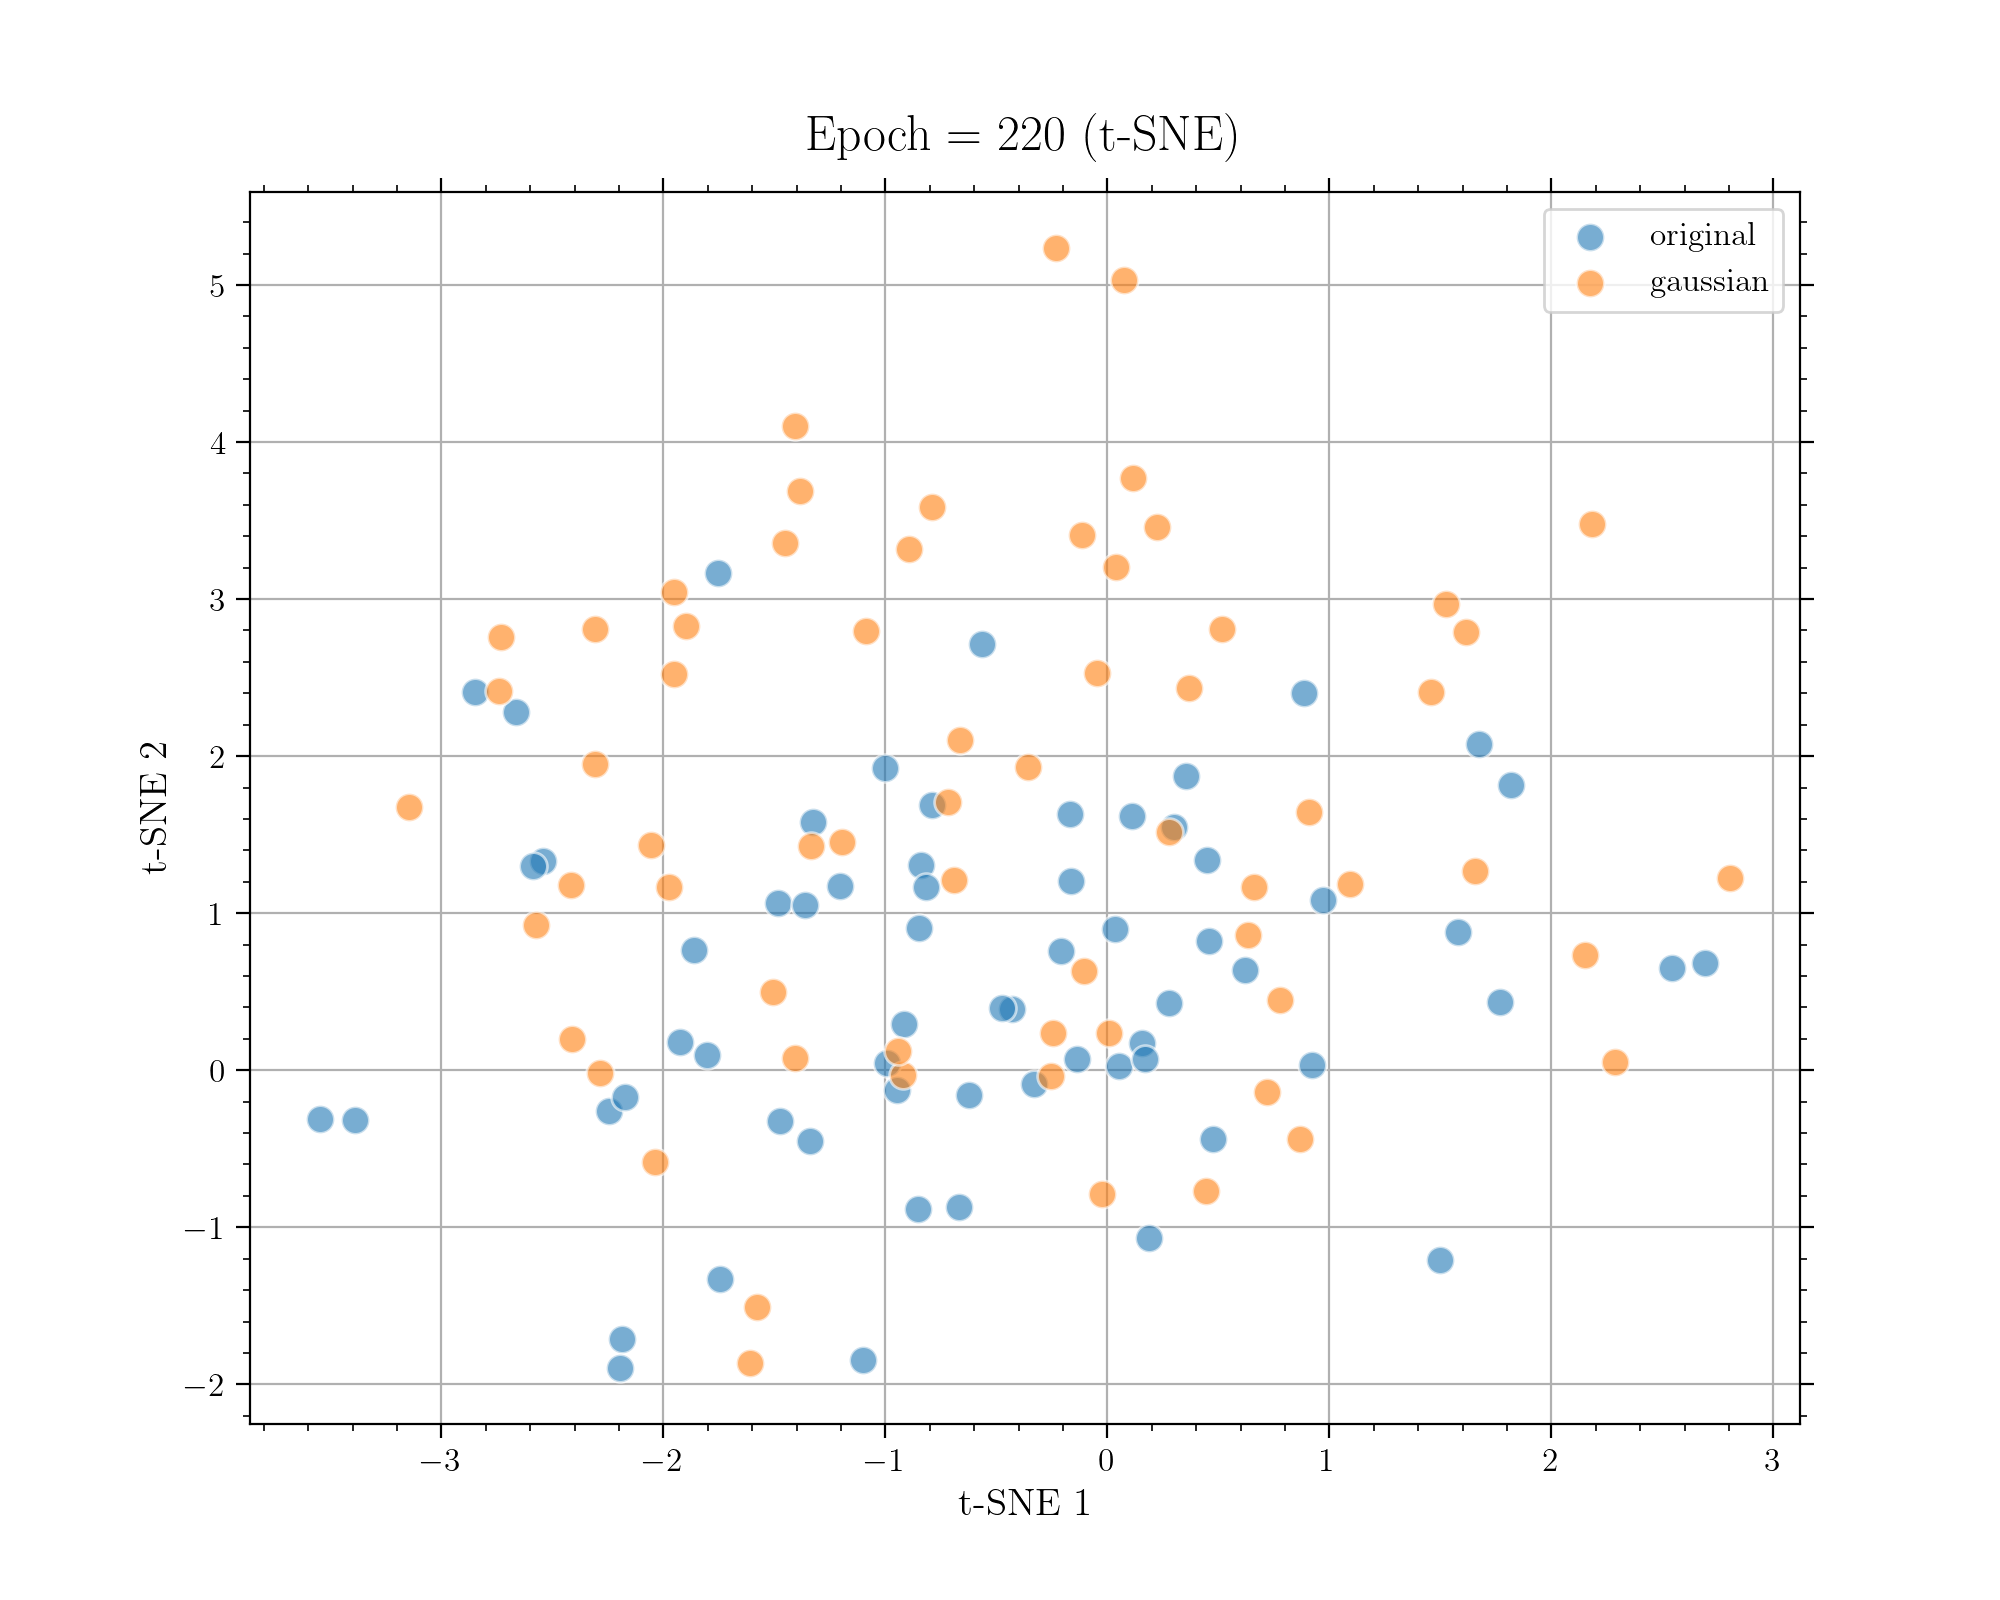 Epoch = 220 (t-SNE)
original
gaussian
5
4
3
2
1
0
−1
−2
t-SNE 2
−3 −2 −1 0 1 2 3
t-SNE 1